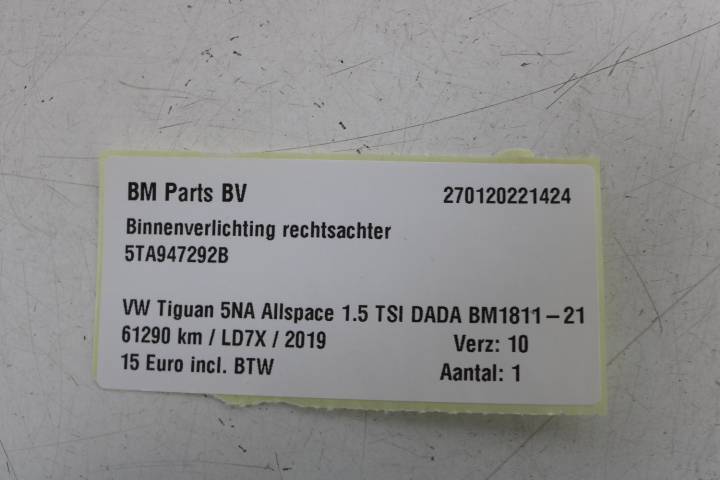 BM Parts BV 270120221424
Binnenverlichting rechtsachter
5TA947292B
VW Tiguan 5NA Allspace 1.5 TSI DADA BM1811-21
61290 km / LD7X / 2019 Verz: 10
15 Euro incl. BTW Aantal: 1